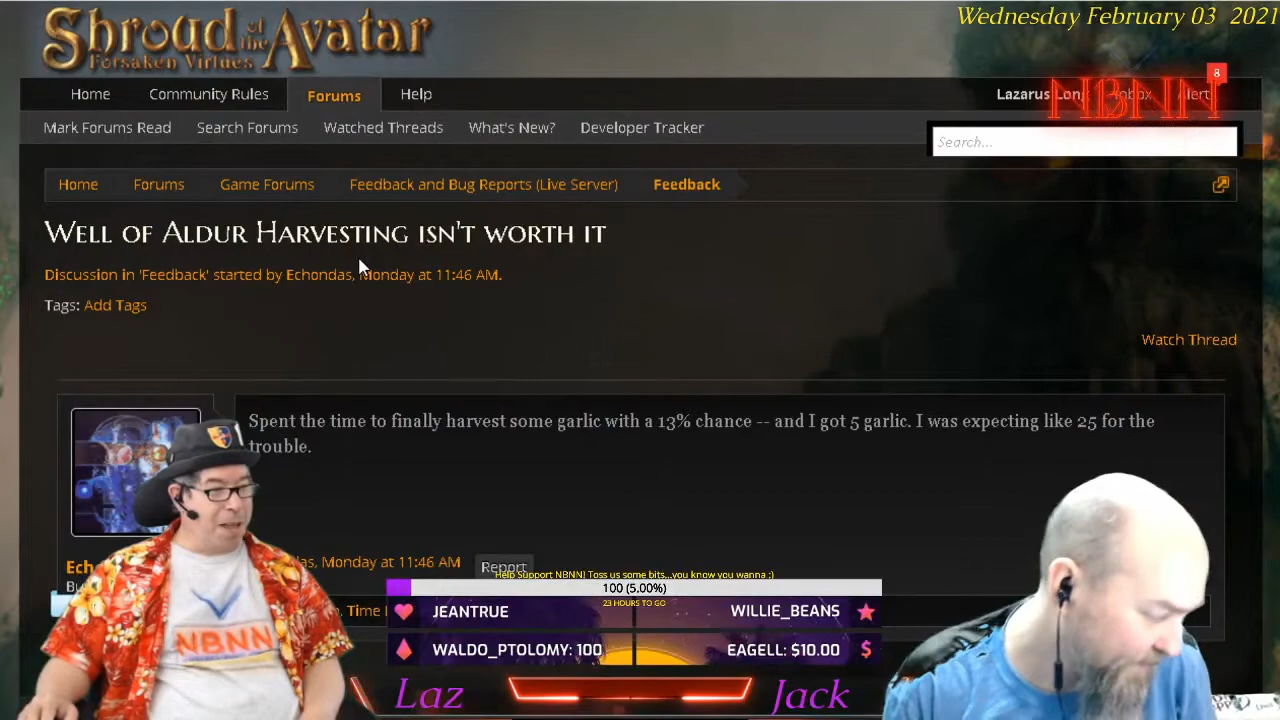 Wednesday February 03 2021
Shroud of the Avatar
Forsaken Virtues
Home Community Rules Forums Help
8
NBNN
Mark Forums Read Search Forums Watched Threads What's New? Developer Tracker
Search...
Home Forums Game Forums Feedback and Bug Reports (Live Server) Feedback
Well of Aldur Harvesting isn't worth it
Discussion in 'Feedback' started by Echondas, Monday at 11:46 AM.
Tags: Add Tags
Watch Thread
Spent the time to finally harvest some garlic with a 13% chance -- and I got 5 garlic. I was expecting like 25 for the
trouble.
Monday at 11:46 AM Report
Help Support NBNN! Toss us some bits...you know you wanna :)
100 (5.00%)
23 HOURS TO GO
JEANTRUE WILLIE_BEANS
WALDO_PTOLOMY: 100 EAGELL: $10.00
NBNN
Laz Jack